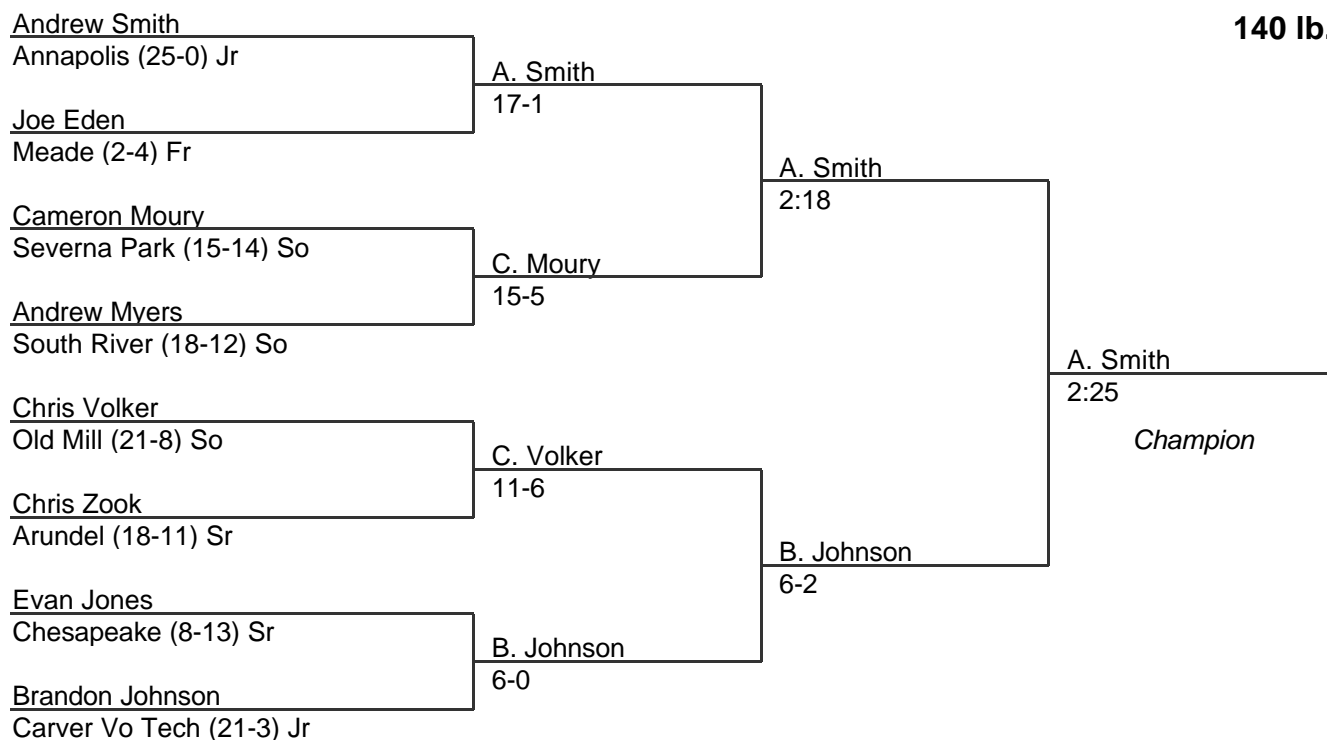 Andrew Smith
Annapolis (25-0) Jr
140 lb.
A. Smith
17-1
Joe Eden
Meade (2-4) Fr
A. Smith
2:18
Cameron Moury
Severna Park (15-14) So
C. Moury
15-5
Andrew Myers
South River (18-12) So
A. Smith
2:25
Champion
Chris Volker
Old Mill (21-8) So
C. Volker
11-6
Chris Zook
Arundel (18-11) Sr
B. Johnson
6-2
Evan Jones
Chesapeake (8-13) Sr
B. Johnson
6-0
Brandon Johnson
Carver Vo Tech (21-3) Jr